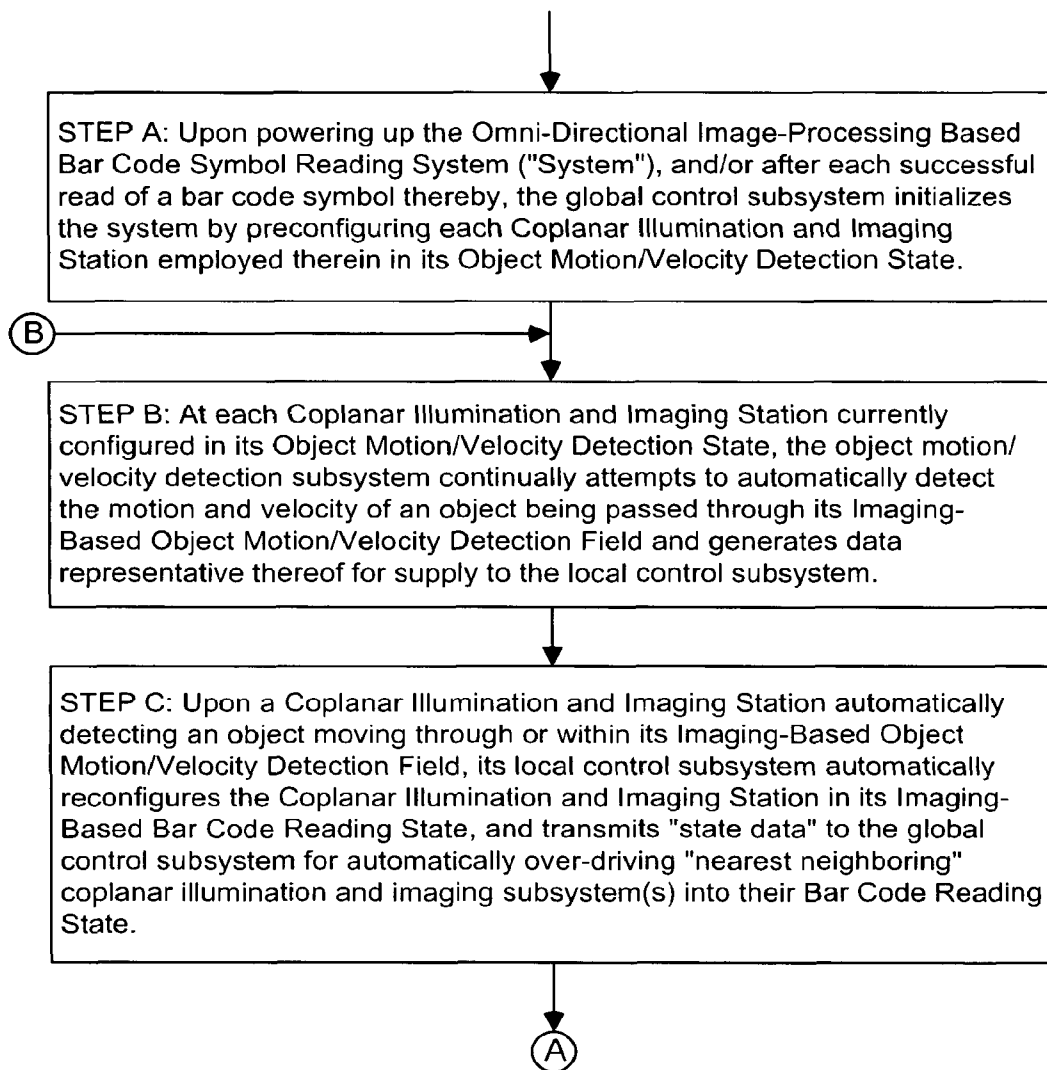 STEP A: Upon powering up the Omni-Directional Image-Processing Based
Bar Code Symbol Reading System ("System"), and/or after each successful
read of a bar code symbol thereby, the global control subsystem initializes
the system by preconfiguring each Coplanar Illumination and Imaging
Station employed therein in its Object Motion/Velocity Detection State.
B
STEP B: At each Coplanar Illumination and Imaging Station currently
configured in its Object Motion/Velocity Detection State, the object motion/
velocity detection subsystem continually attempts to automatically detect
the motion and velocity of an object being passed through its Imaging-
Based Object Motion/Velocity Detection Field and generates data
representative thereof for supply to the local control subsystem.
STEP C: Upon a Coplanar Illumination and Imaging Station automatically
detecting an object moving through or within its Imaging-Based Object
Motion/Velocity Detection Field, its local control subsystem automatically
reconfigures the Coplanar Illumination and Imaging Station in its Imaging-
Based Bar Code Reading State, and transmits "state data" to the global
control subsystem for automatically over-driving "nearest neighboring"
coplanar illumination and imaging subsystem(s) into their Bar Code Reading
State.
A